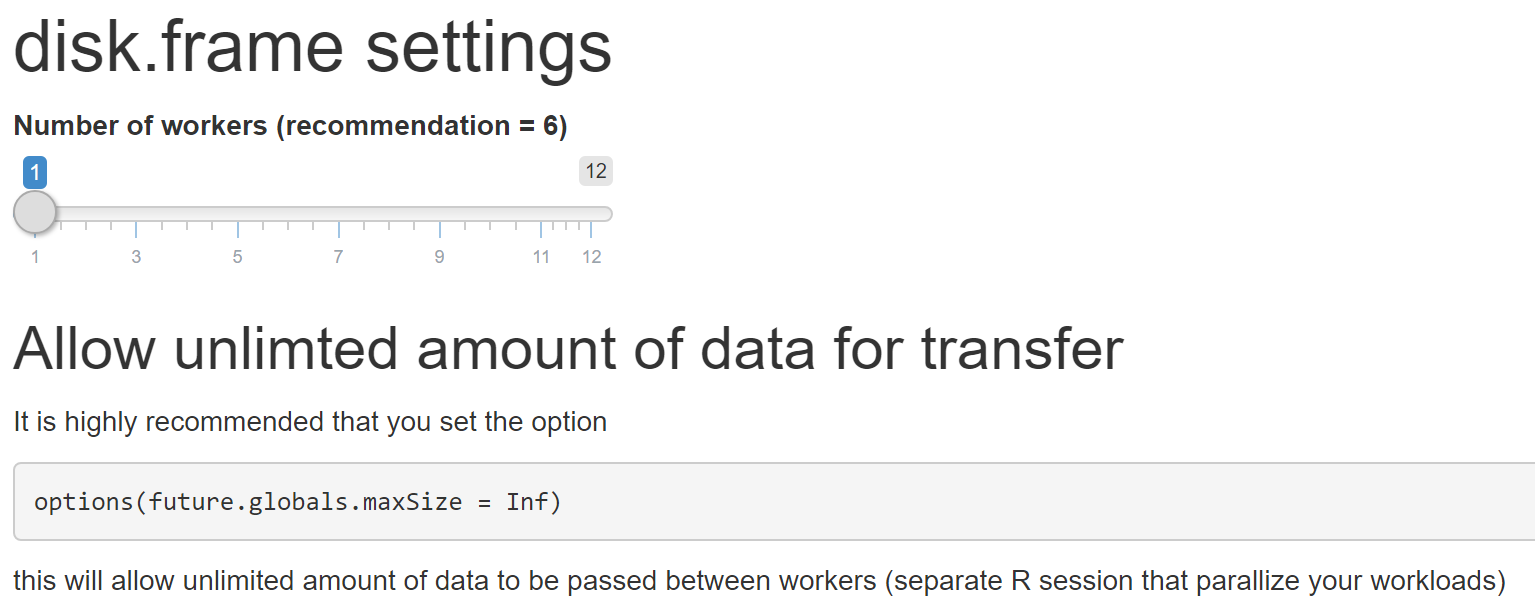 disk.frame settings
Number of workers (recommendation = 6)
1 12
1 3 5 7 9 11 12
Allow unlimted amount of data for transfer
It is highly recommended that you set the option
options(future.globals.maxSize = Inf)
this will allow unlimited amount of data to be passed between workers (separate R session that parallize your workloads)